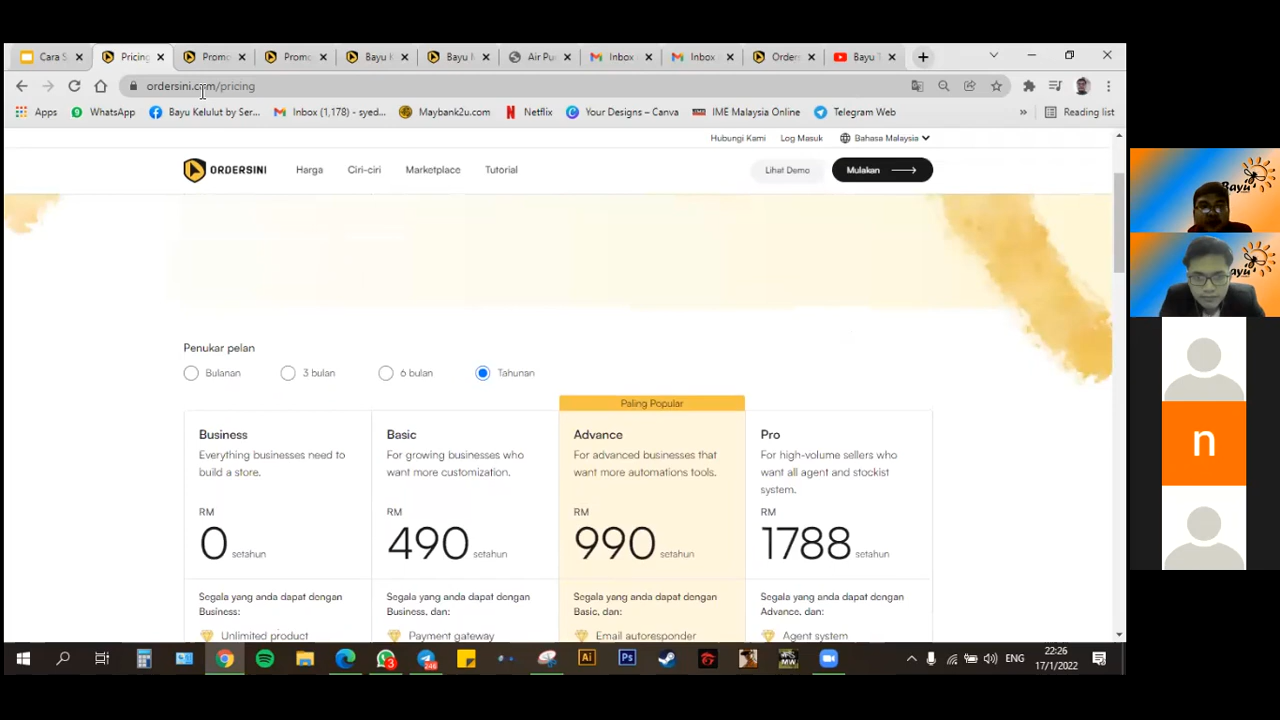 Cara S
Pricing
Promo
Promo
Bayu
Bayu
Air Pu
Inbox
Inbox
Orders
Bayu T
ordersini.com/pricing
Apps
WhatsApp
Bayu Kelulut by Ser...
Inbox (1,178) - syed...
Maybank2u.com
Netflix
Your Designs – Canva
IME Malaysia Online
Telegram Web
»
Reading list
Hubungi Kami
Log Masuk
Bahasa Malaysia
ORDERSINI
Harga
Ciri-ciri
Marketplace
Tutorial
Lihat Demo
Mulakan
Penukar pelan
Bulanan
3 bulan
6 bulan
Tahunan
Business
Everything businesses need to
build a store.
RM
0 setahun
Segala yang anda dapat dengan
Business:
Unlimited product
Basic
For growing businesses who
want more customization.
RM
490 setahun
Segala yang anda dapat dengan
Business, dan:
Payment gateway
Paling Popular
Advance
For advanced businesses that
want more automations tools.
RM
990 setahun
Segala yang anda dapat dengan
Basic, dan:
Email autoresponder
Pro
For high-volume sellers who
want all agent and stockist
system.
RM
1788 setahun
Segala yang anda dapat dengan
Advance, dan:
Agent system
Bayu
n
3
246
Ai
Ps
ENG
22:26
17/1/2022